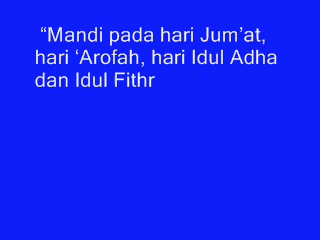 “Mandi pada hari Jum’at,
hari ‘Arofah, hari Idul Adha
dan Idul Fithr